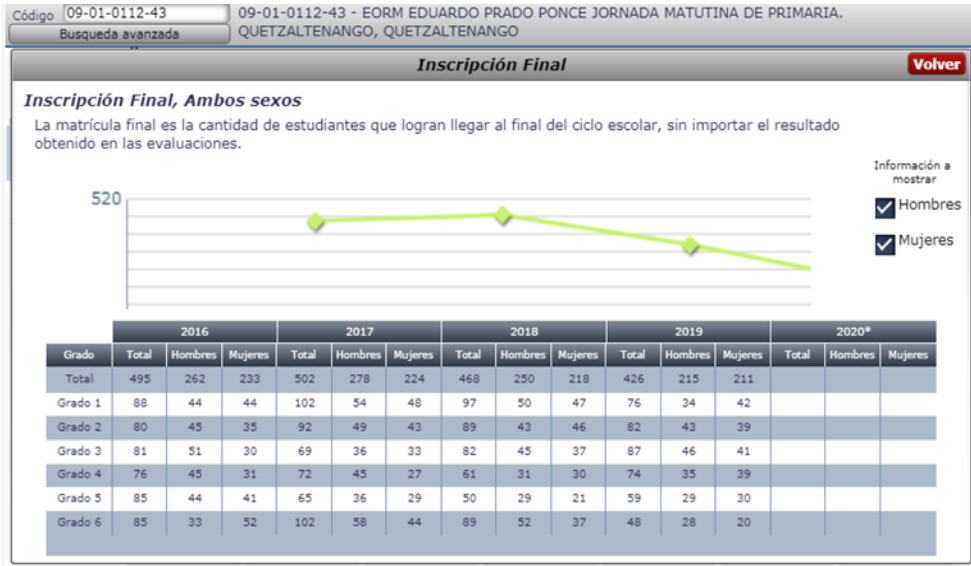 Código 09-01-0112-43
Busqueda avanzada
09-01-0112-43 - EORM EDUARDO PRADO PONCE JORNADA MATUTINA DE PRIMARIA.
QUETZALTENANGO, QUETZALTENANGO
Inscripción Final
Volver
Inscripción Final, Ambos sexos
La matrícula final es la cantidad de estudiantes que logran llegar al final del ciclo escolar, sin importar el resultado
obtenido en las evaluaciones.
Información a
mostrar
Hombres
Mujeres
520
2016 2017 2018 2019 2020*
Grado Total Hombres Mujeres Total Hombres Mujeres Total Hombres Mujeres Total Hombres Mujeres Total Hombres Mujeres
Total 495 262 233 502 278 224 468 250 218 426 215 211
Grado 1 88 44 44 102 54 48 97 50 47 76 34 42
Grado 2 80 45 35 92 49 43 89 43 46 82 43 39
Grado 3 81 51 30 69 36 33 82 45 37 87 46 41
Grado 4 76 45 31 72 45 27 61 31 30 74 35 39
Grado 5 85 44 41 65 36 29 50 29 21 59 29 30
Grado 6 85 33 52 102 58 44 89 52 37 48 28 20